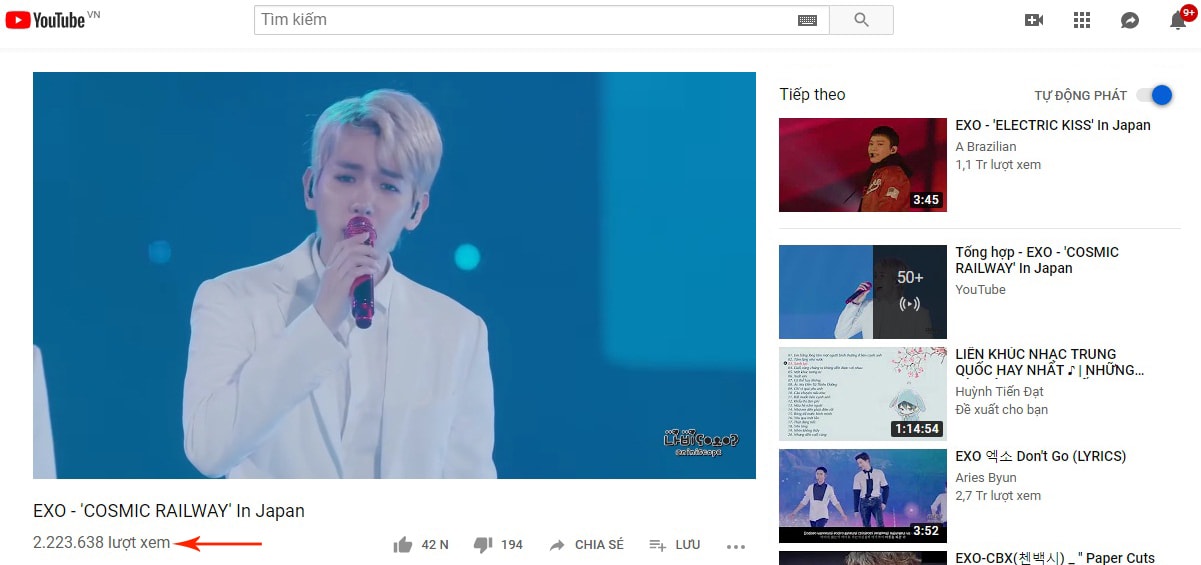 YouTube VN
Tìm kiếm
9+
EXO - 'COSMIC RAILWAY' In Japan
2.223.638 lượt xem
42 N
194
CHIA SẺ
LƯU
Tiếp theo
TỰ ĐỘNG PHÁT
3:45
EXO - 'ELECTRIC KISS' In Japan
A Brazilian
1,1 Tr lượt xem
50+
Tổng hợp - EXO - 'COSMIC
RAILWAY' In Japan
YouTube
1:14:54
LIÊN KHÚC NHẠC TRUNG
QUỐC HAY NHẤT ♪ | NHỮNG...
Huỳnh Tiến Đạt
Đề xuất cho bạn
3:52
EXO 엑소 Don't Go (LYRICS)
Aries Byun
2,7 Tr lượt xem
EXO-CBX(첸백시) _ " Paper Cuts